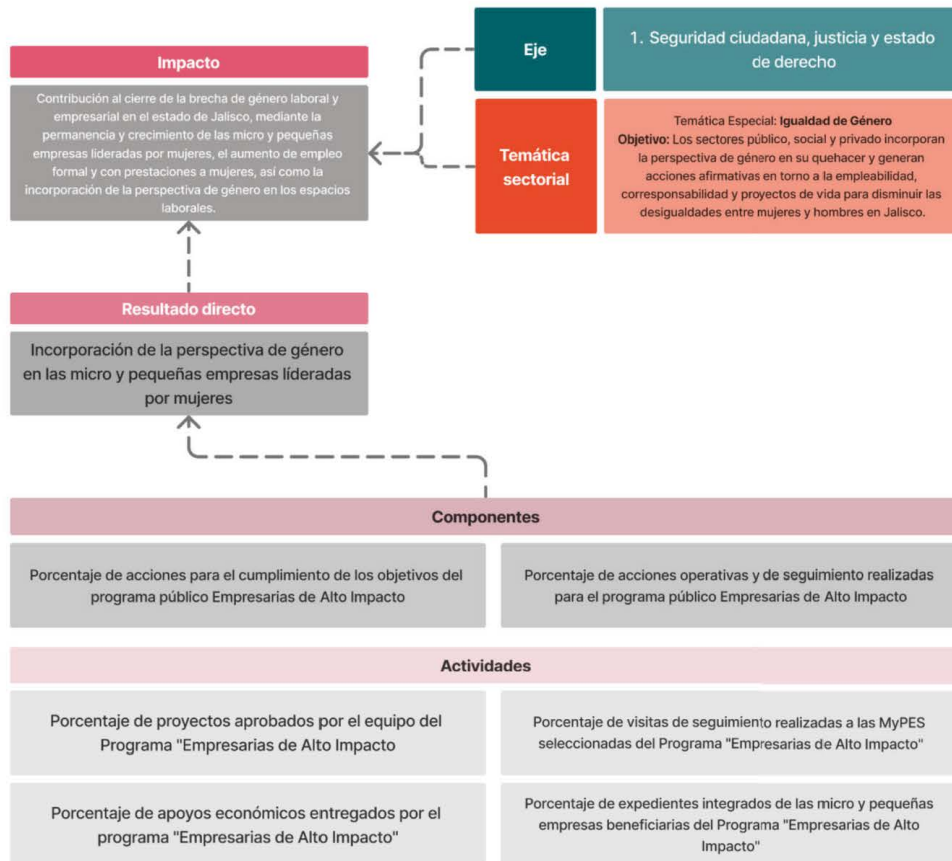 Eje
1. Seguridad ciudadana, justicia y estado
de derecho
Impacto
Contribución al cierre de la brecha de género laboral y
empresarial en el estado de Jalisco, mediante la
permanencia y crecimiento de las micro y pequeñas
empresas lideradas por mujeres, el aumento de empleo
formal y con prestaciones a mujeres, así como la
incorporación de la perspectiva de género en los espacios
laborales.
Temática
sectorial
Temática Especial: Igualdad de Género
Objetivo: Los sectores público, social y privado incorporan
la perspectiva de género en su quehacer y generan
acciones afirmativas en torno a la empleabilidad,
corresponsabilidad y proyectos de vida para disminuir las
desigualdades entre mujeres y hombres en Jalisco.
Resultado directo
Incorporación de la perspectiva de género
en las micro y pequeñas empresas líderadas
por mujeres
Componentes
Porcentaje de acciones para el cumplimiento de los objetivos del
programa público Empresarias de Alto Impacto
Porcentaje de acciones operativas y de seguimiento realizadas
para el programa público Empresarias de Alto Impacto
Actividades
Porcentaje de proyectos aprobados por el equipo del
Programa "Empresarias de Alto Impacto
Porcentaje de visitas de seguimiento realizadas a las MyPES
seleccionadas del Programa "Empresarias de Alto Impacto"
Porcentaje de apoyos económicos entregados por el
programa "Empresarias de Alto Impacto"
Porcentaje de expedientes integrados de las micro y pequeñas
empresas beneficiarias del Programa "Empresarias de Alto
Impacto"